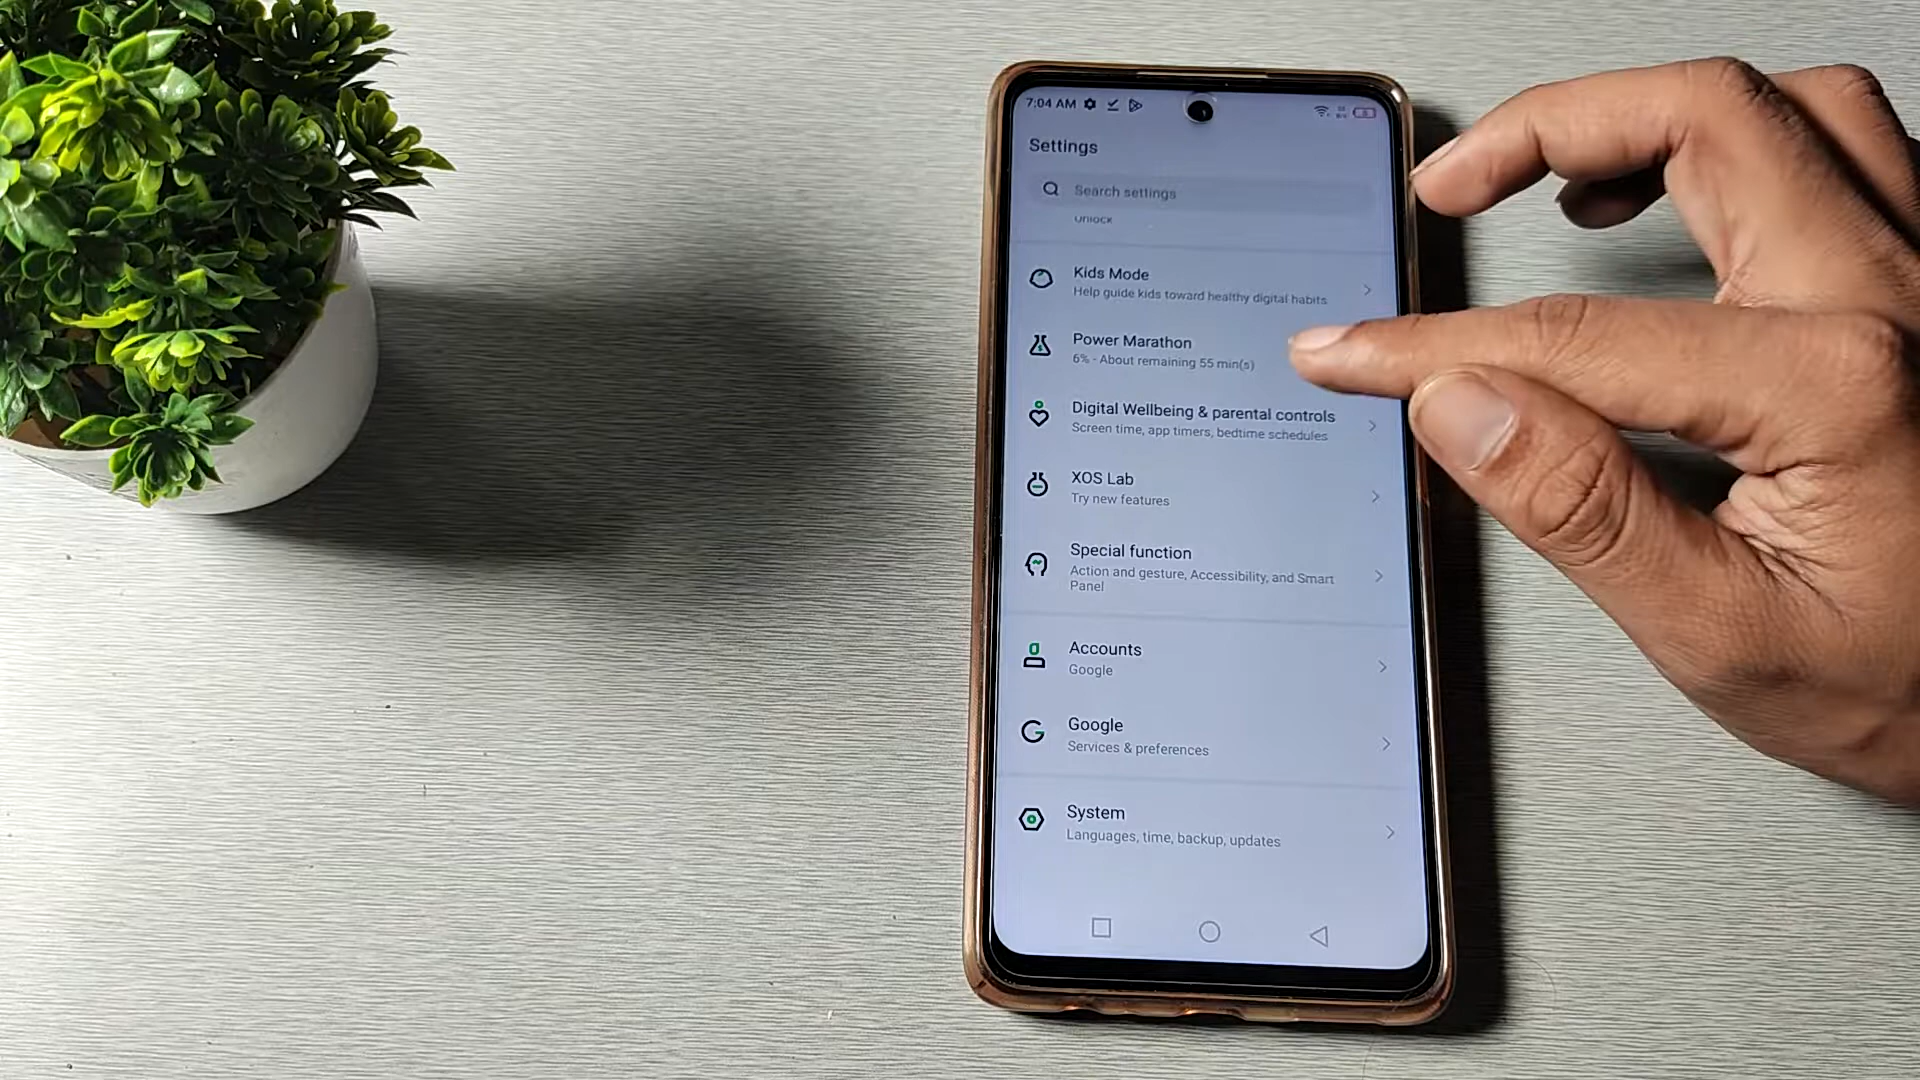 7:04 AM
Settings
Search settings
Unlock
Kids Mode
Help guide kids toward healthy digital habits
Power Marathon
6% - About remaining 55 min(s)
Digital Wellbeing & parental controls
Screen time, app timers, bedtime schedules
XOS Lab
Try new features
Special function
Action and gesture, Accessibility, and Smart
Panel
Accounts
Google
Google
Services & preferences
System
Languages, time, backup, updates